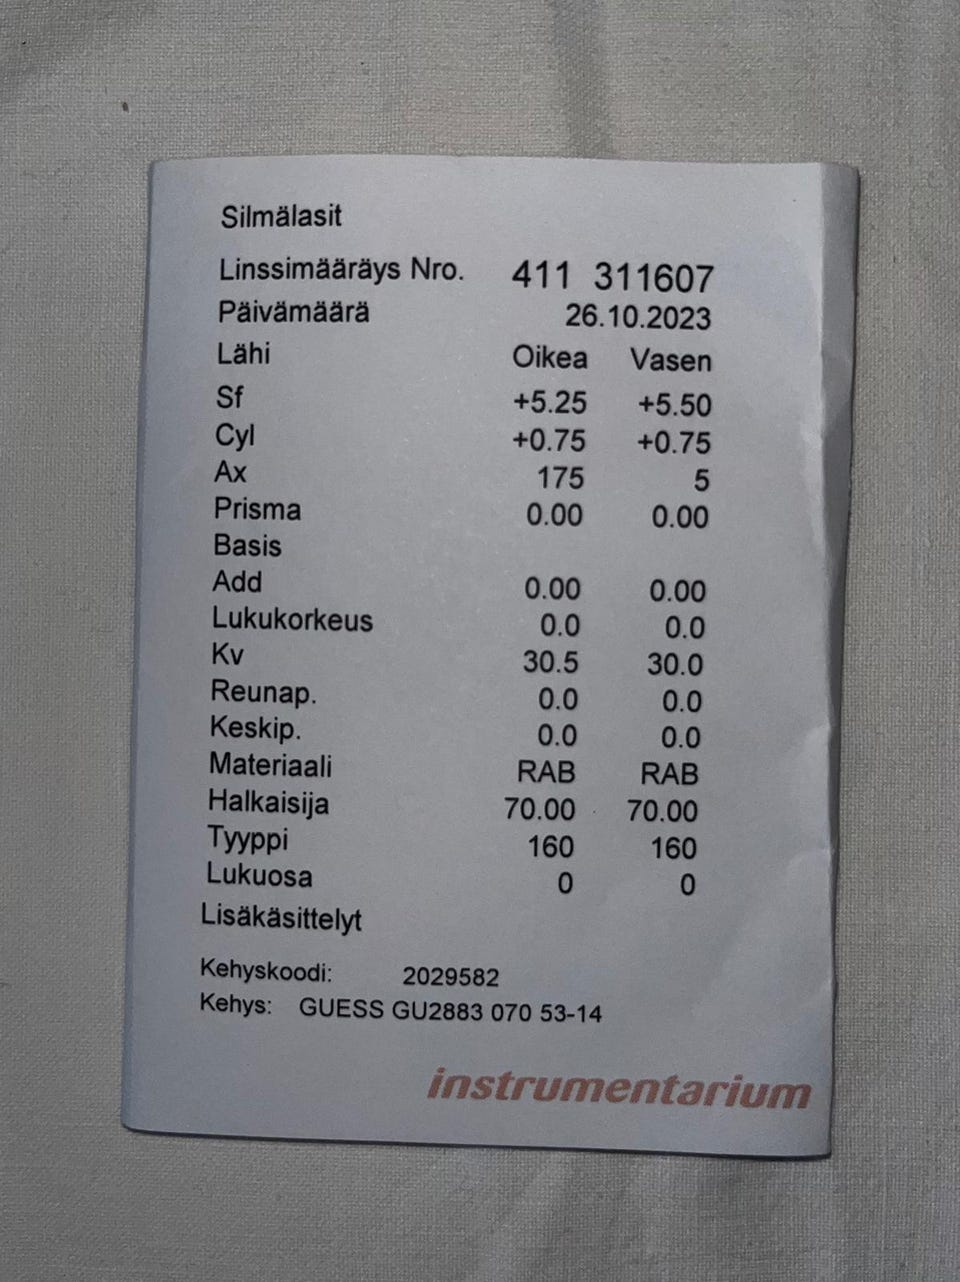 Silmälasit
Linssimääräys Nro. 411 311607
Päivämäärä 26.10.2023
Lähi Oikea Vasen
Sf +5.25 +5.50
Cyl +0.75 +0.75
Ax 175 5
Prisma 0.00 0.00
Basis
Add 0.00 0.00
Lukukorkeus 0.0 0.0
Kv 30.5 30.0
Reunap. 0.0 0.0
Keskip. 0.0 0.0
Materiaali RAB RAB
Halkaisija 70.00 70.00
Tyyppi 160 160
Lukuosa 0 0
Lisäkäsittelyt
Kehyskoodi: 2029582
Kehys: GUESS GU2883 070 53-14
instrumentarium